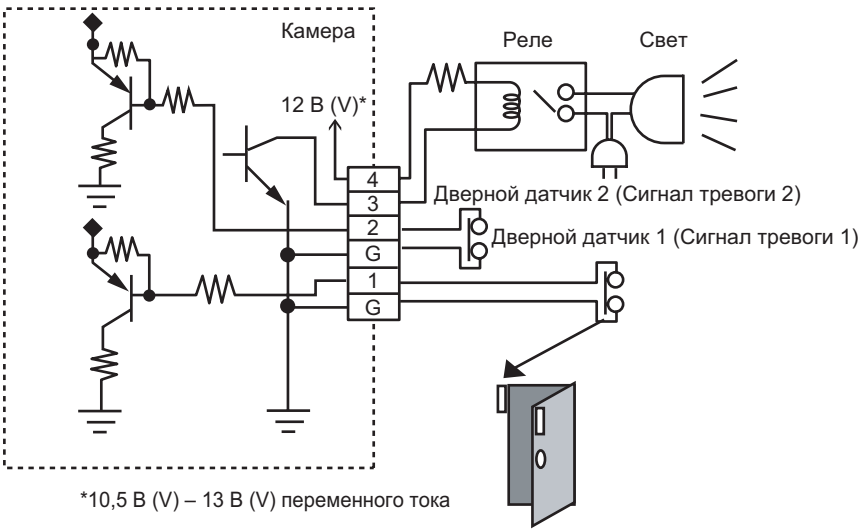 Камера
Реле
Свет
12 В (V)*
4
3
2
G
1
G
Дверной датчик 2 (Сигнал тревоги 2)
Дверной датчик 1 (Сигнал тревоги 1)
*10,5 В (V) – 13 В (V) переменного тока